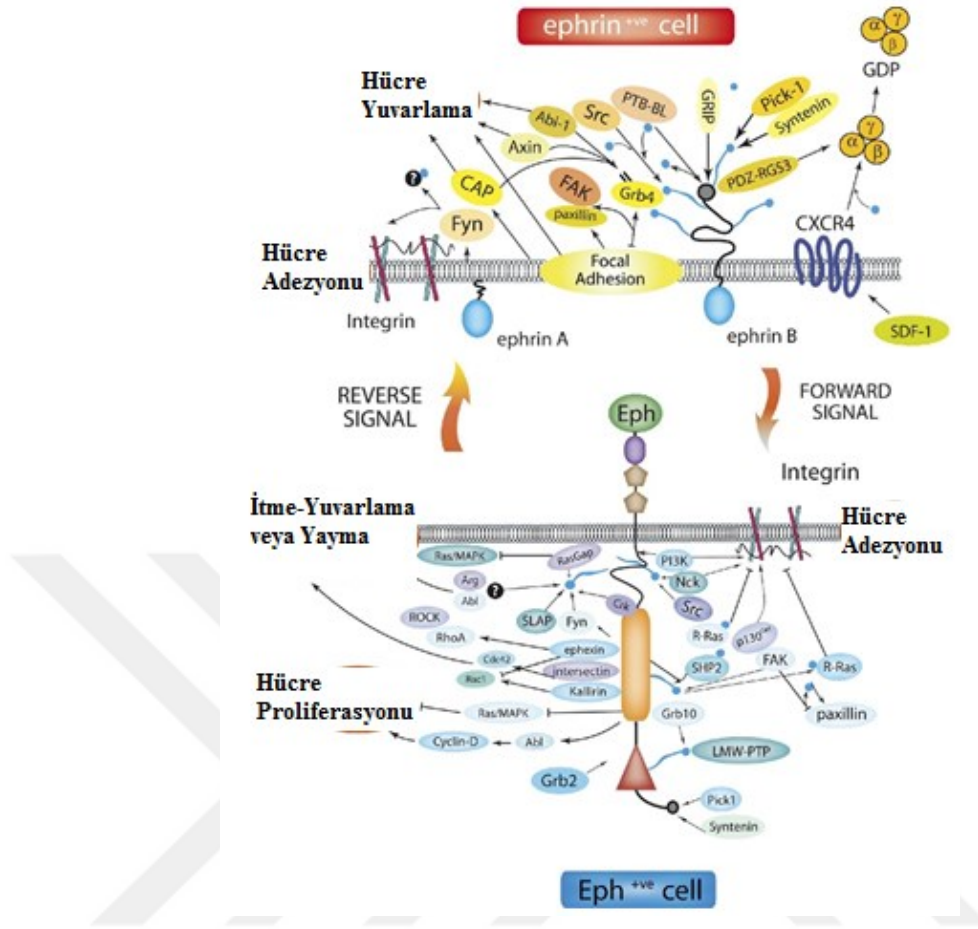 ephrin +ve cell
α γ β
GDP
Hücre
Yuvarlama
Abi-1
Src
PTB-BL
GRIP
Pick-1
Syntenin
Axin
α γ β
PDZ-RGS3
CAP
FAK
paxillin
Grb4
?
Fyn
CXCR4
Hücre
Adezyonu
Focal
Adhesion
Integrin
ephrin A
ephrin B
SDF-1
REVERSE
SIGNAL
FORWARD
SIGNAL
Eph
Integrin
İtme-Yuvarlama
veya Yayma
Hücre
Adezyonu
Ras/MAPK
RasGap
PI3K
Arg
?
Nck
Abl
Crk
Src
ROCK
SLAP
Fyn
R-Ras
RhoA
ephexin
SHP2
FAK
R-Ras
Cdc42
intersectin
Rac1
Kallirin
Hücre
Proliferasyonu
Ras/MAPK
Grb10
paxillin
Cyclin-D
Abl
LMW-PTP
Grb2
Pick1
Syntenin
Eph +ve cell